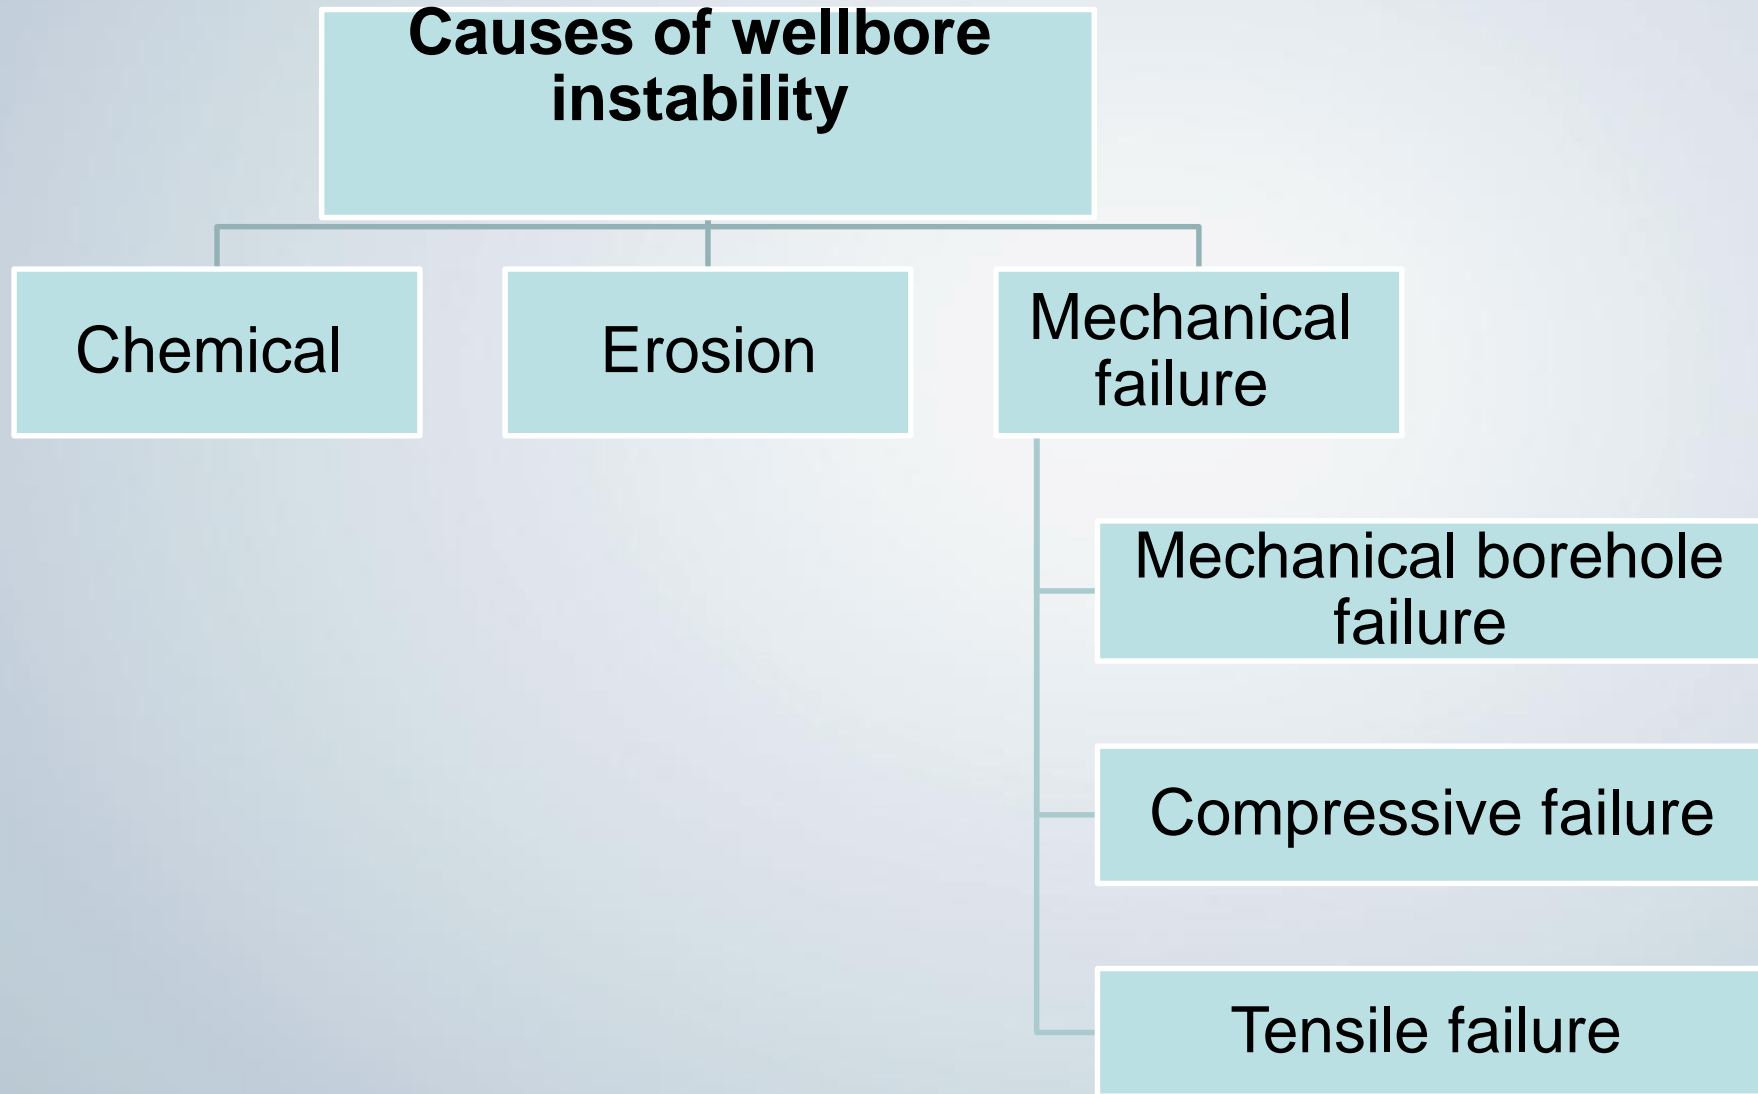 Causes of wellbore
instability
Chemical
Erosion
Mechanical
failure
Mechanical borehole
failure
Compressive failure
Tensile failure